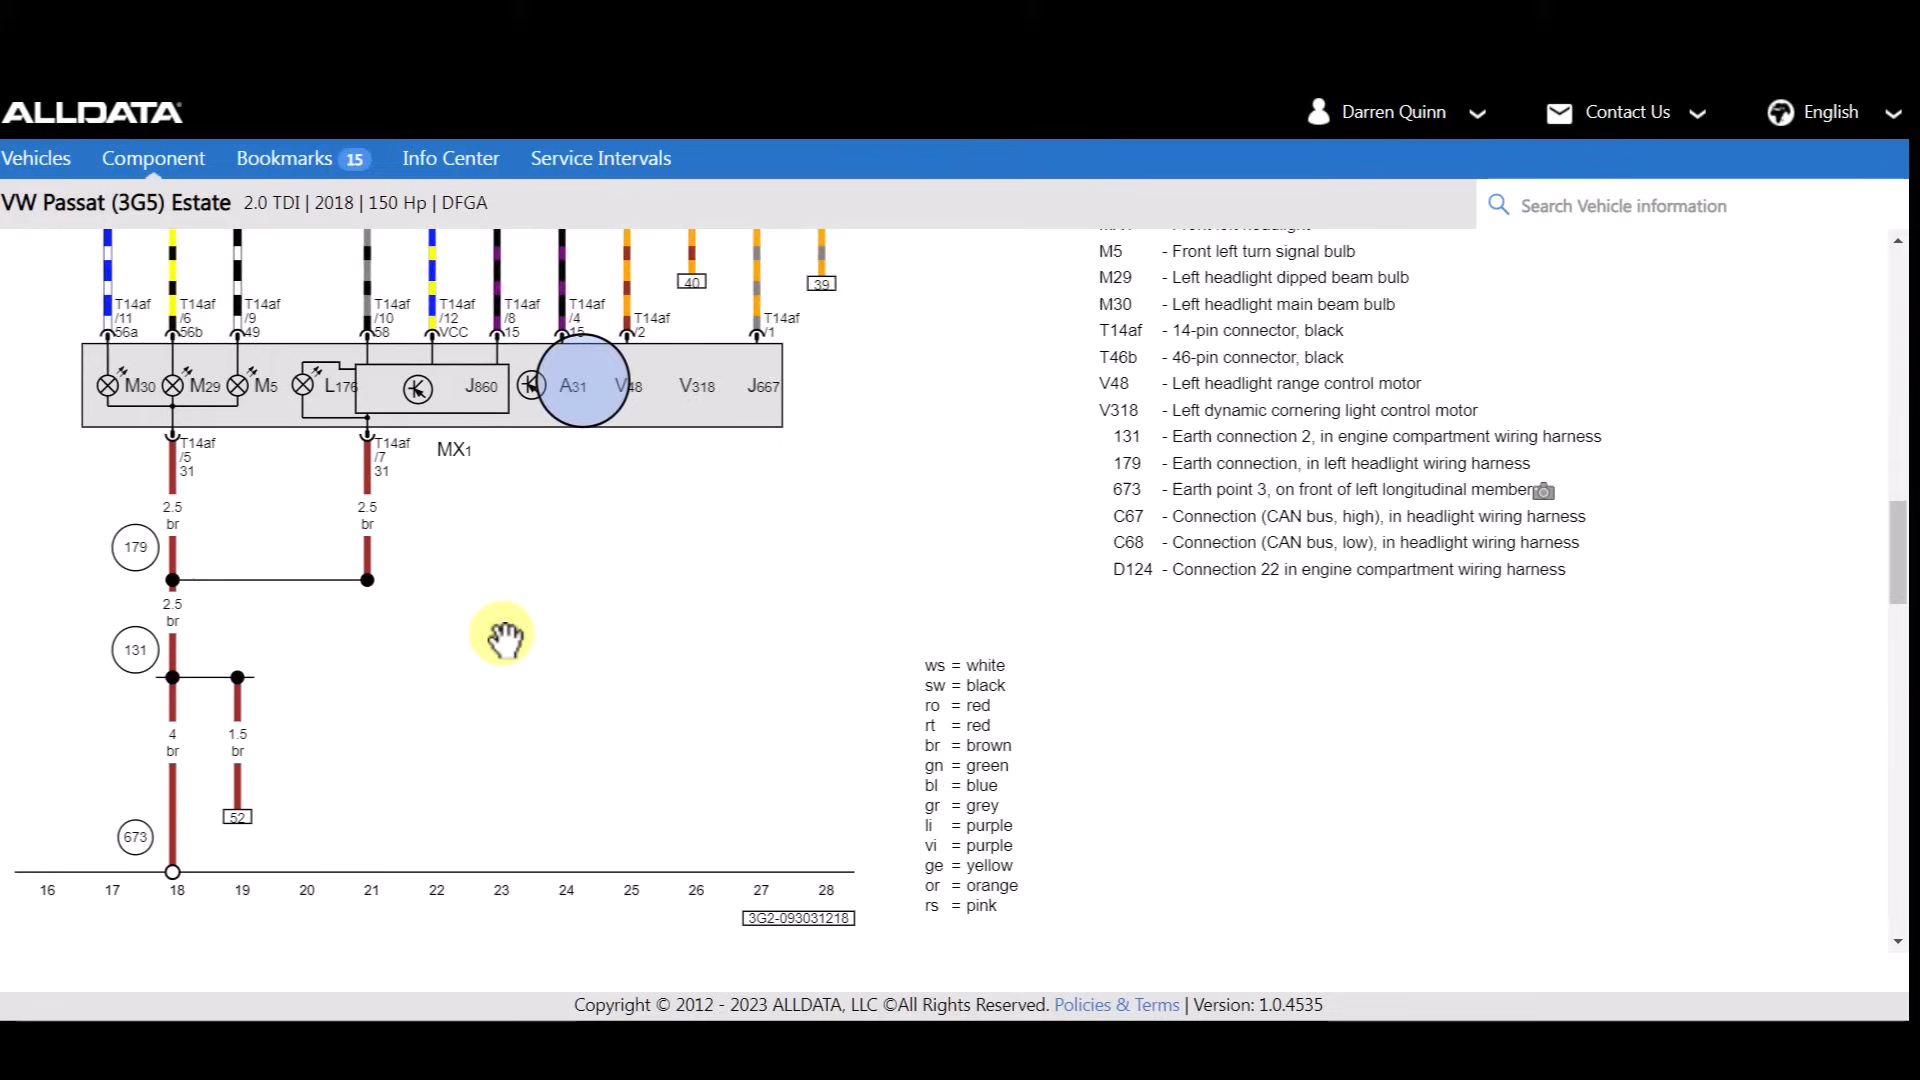 ALLDATA
Darren Quinn
Contact Us
English
Vehicles
Component
Bookmarks 15
Info Center
Service Intervals
VW Passat (3G5) Estate 2.0 TDI | 2018 | 150 Hp | DFGA
Search Vehicle information
40
39
T14af
/11
56a
T14af
/6
56b
T14af
/9
49
T14af
/10
58
T14af
/12
VCC
T14af
/8
15
T14af
/4
15
T14af
/2
T14af
/1
M30
M29
M5
L176
J860
A31
V48
V318
J667
T14af
/5
31
T14af
/7
31
MX1
2.5
br
2.5
br
179
2.5
br
131
4
br
1.5
br
52
673
16 17 18 19 20 21 22 23 24 25 26 27 28
3G2-093031218
M5 - Front left turn signal bulb
M29 - Left headlight dipped beam bulb
M30 - Left headlight main beam bulb
T14af - 14-pin connector, black
T46b - 46-pin connector, black
V48 - Left headlight range control motor
V318 - Left dynamic cornering light control motor
131 - Earth connection 2, in engine compartment wiring harness
179 - Earth connection, in left headlight wiring harness
673 - Earth point 3, on front of left longitudinal member
C67 - Connection (CAN bus, high), in headlight wiring harness
C68 - Connection (CAN bus, low), in headlight wiring harness
D124 - Connection 22 in engine compartment wiring harness
ws = white
sw = black
ro = red
rt = red
br = brown
gn = green
bl = blue
gr = grey
li = purple
vi = purple
ge = yellow
or = orange
rs = pink
Copyright © 2012 - 2023 ALLDATA, LLC ©All Rights Reserved. Policies & Terms | Version: 1.0.4535